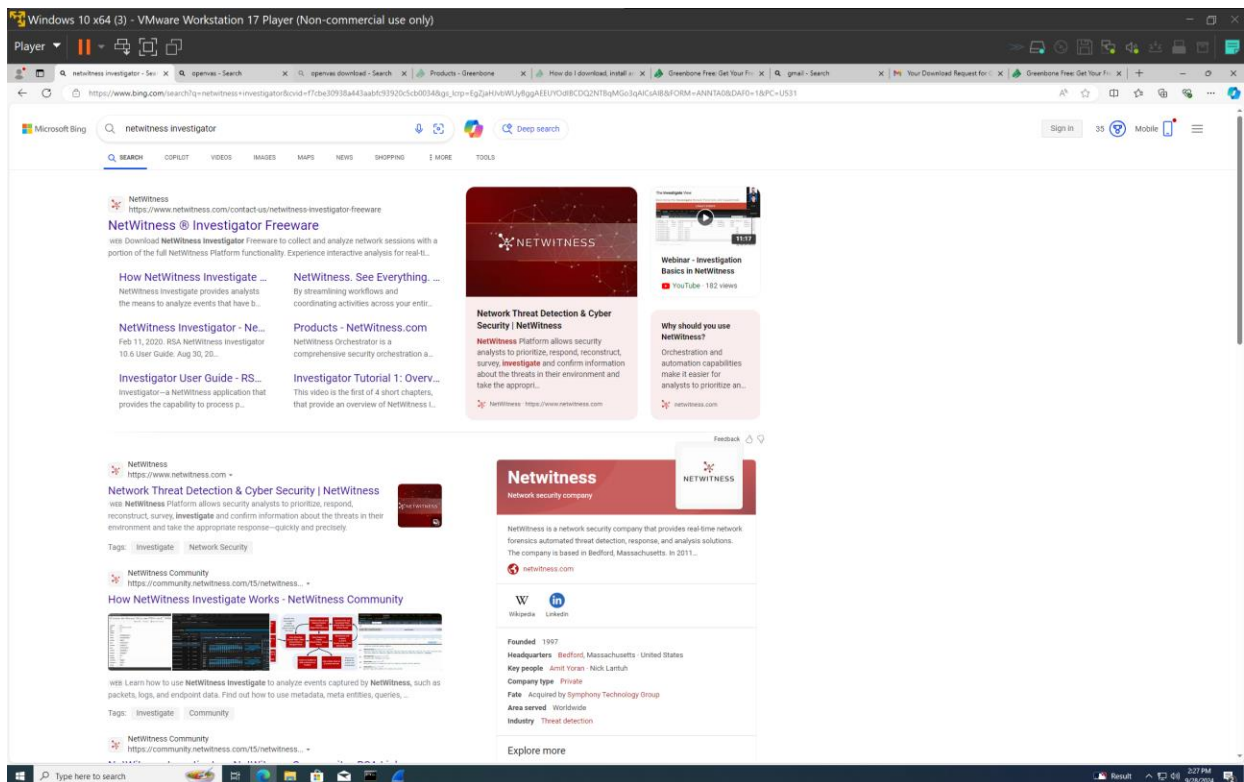 Windows 10 x64 (3) - VMware Workstation 17 Player (Non-commercial use only)
Player
netwitness investigator - Sea
openvas - Search
openvas download - Search
Products - Greenbone
How do I download, install an
Greenbone Free: Get Your Fre
gmail - Search
Your Download Request for G
Greenbone Free: Get Your Fre
Microsoft Bing
netwitness investigator
Deep search
Sign in
35
Mobile
SEARCH
COPILOT
VIDEOS
IMAGES
MAPS
NEWS
SHOPPING
MORE
TOOLS
NetWitness
https://www.netwitness.com/contact-us/netwitness-investigator-freeware
NetWitness ® Investigator Freeware
WEB Download NetWitness Investigator Freeware to collect and analyze network sessions with a
portion of the full NetWitness Platform functionality. Experience interactive analysis for real-ti...
How NetWitness Investigate ...
NetWitness Investigate provides analysts
the means to analyze events that have b...
NetWitness. See Everything. ...
By streamlining workflows and
coordinating activities across your entir...
NetWitness Investigator - Ne...
Feb 11, 2020. RSA NetWitness Investigator
10.6 User Guide. Aug 30, 20...
Products - NetWitness.com
NetWitness Orchestrator is a
comprehensive security orchestration a...
Investigator User Guide - RS...
Investigator—a NetWitness application that
provides the capability to process p...
Investigator Tutorial 1: Overv...
This video is the first of 4 short chapters,
that provide an overview of NetWitness I...
NETWITNESS
Network Threat Detection & Cyber
Security | NetWitness
NetWitness Platform allows security
analysts to prioritize, respond, reconstruct,
survey, investigate and confirm information
about the threats in their environment and
take the appropri...
NetWitness · https://www.netwitness.com
11:17
Webinar - Investigation
Basics in NetWitness
YouTube · 182 views
Why should you use
NetWitness?
Orchestration and
automation capabilities
make it easier for
analysts to prioritize an...
netwitness.com
Feedback
NetWitness
https://www.netwitness.com
Network Threat Detection & Cyber Security | NetWitness
WEB NetWitness Platform allows security analysts to prioritize, respond,
reconstruct, survey, investigate and confirm information about the threats in their
environment and take the appropriate response—quickly and precisely.
Tags: Investigate Network Security
NetWitness Community
https://community.netwitness.com/t5/netwitness...
How NetWitness Investigate Works - NetWitness Community
WEB Learn how to use NetWitness Investigate to analyze events captured by NetWitness, such as
packets, logs, and endpoint data. Find out how to use metadata, meta entities, queries, ...
Tags: Investigate Community
NetWitness Community
https://community.netwitness.com/t5/netwitness...
Netwitness
Network security company
NETWITNESS
NetWitness is a network security company that provides real-time network
forensics automated threat detection, response, and analysis solutions.
The company is based in Bedford, Massachusetts. In 2011...
netwitness.com
Wikipedia
LinkedIn
Founded 1997
Headquarters Bedford, Massachusetts · United States
Key people Amit Yoran · Nick Lantuh
Company type Private
Fate Acquired by Symphony Technology Group
Area served Worldwide
Industry Threat detection
Explore more
Type here to search
Result
2:27 PM
9/28/2024